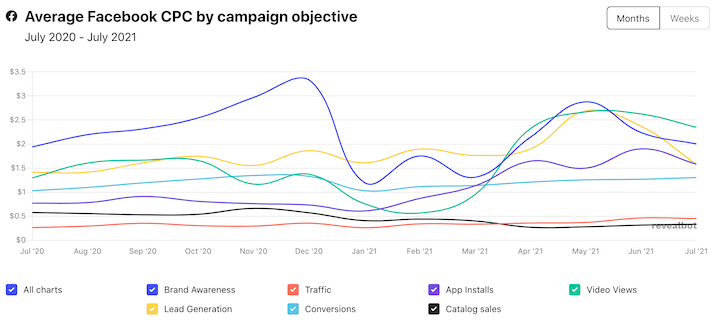 Average Facebook CPC by campaign objective
July 2020 - July 2021
Months Weeks
$3.5
$3
$2.5
$2
$1.5
$1
$0.5
$0
Jul '20 Aug '20 Sep '20 Oct '20 Nov '20 Dec '20 Jan '21 Feb '21 Mar '21 Apr '21 May '21 Jun '21 Jul '21
revealbot
All charts Brand Awareness Traffic App Installs Video Views
Lead Generation Conversions Catalog sales